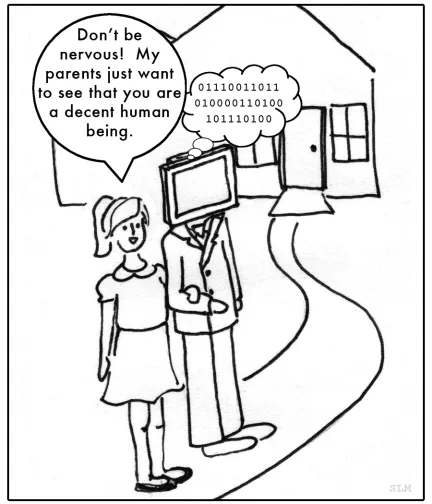 Don't be
nervous! My
parents just want
to see that you are
a decent human
being.
01110011011
010000110100
101110100
SLM